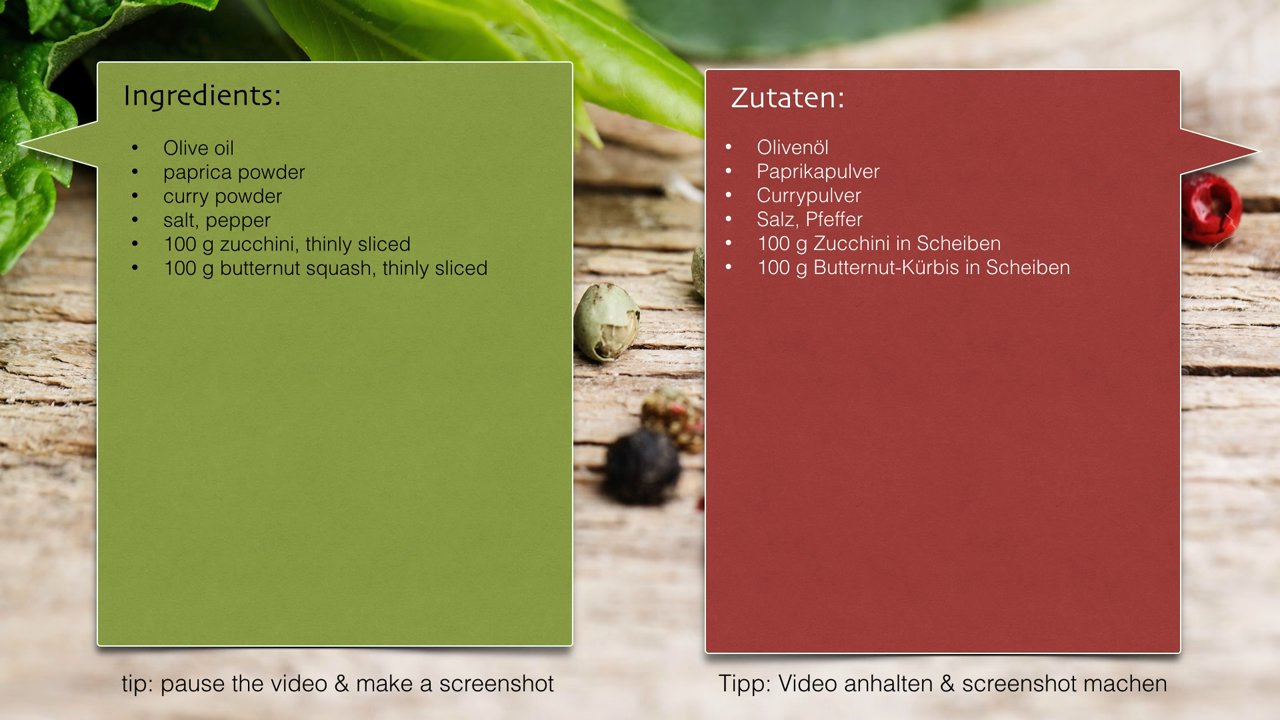 Ingredients:
• Olive oil
• paprica powder
• curry powder
• salt, pepper
• 100 g zucchini, thinly sliced
• 100 g butternut squash, thinly sliced
tip: pause the video & make a screenshot
Zutaten:
• Olivenöl
• Paprikapulver
• Currypulver
• Salz, Pfeffer
• 100 g Zucchini in Scheiben
• 100 g Butternut-Kürbis in Scheiben
Tipp: Video anhalten & screenshot machen